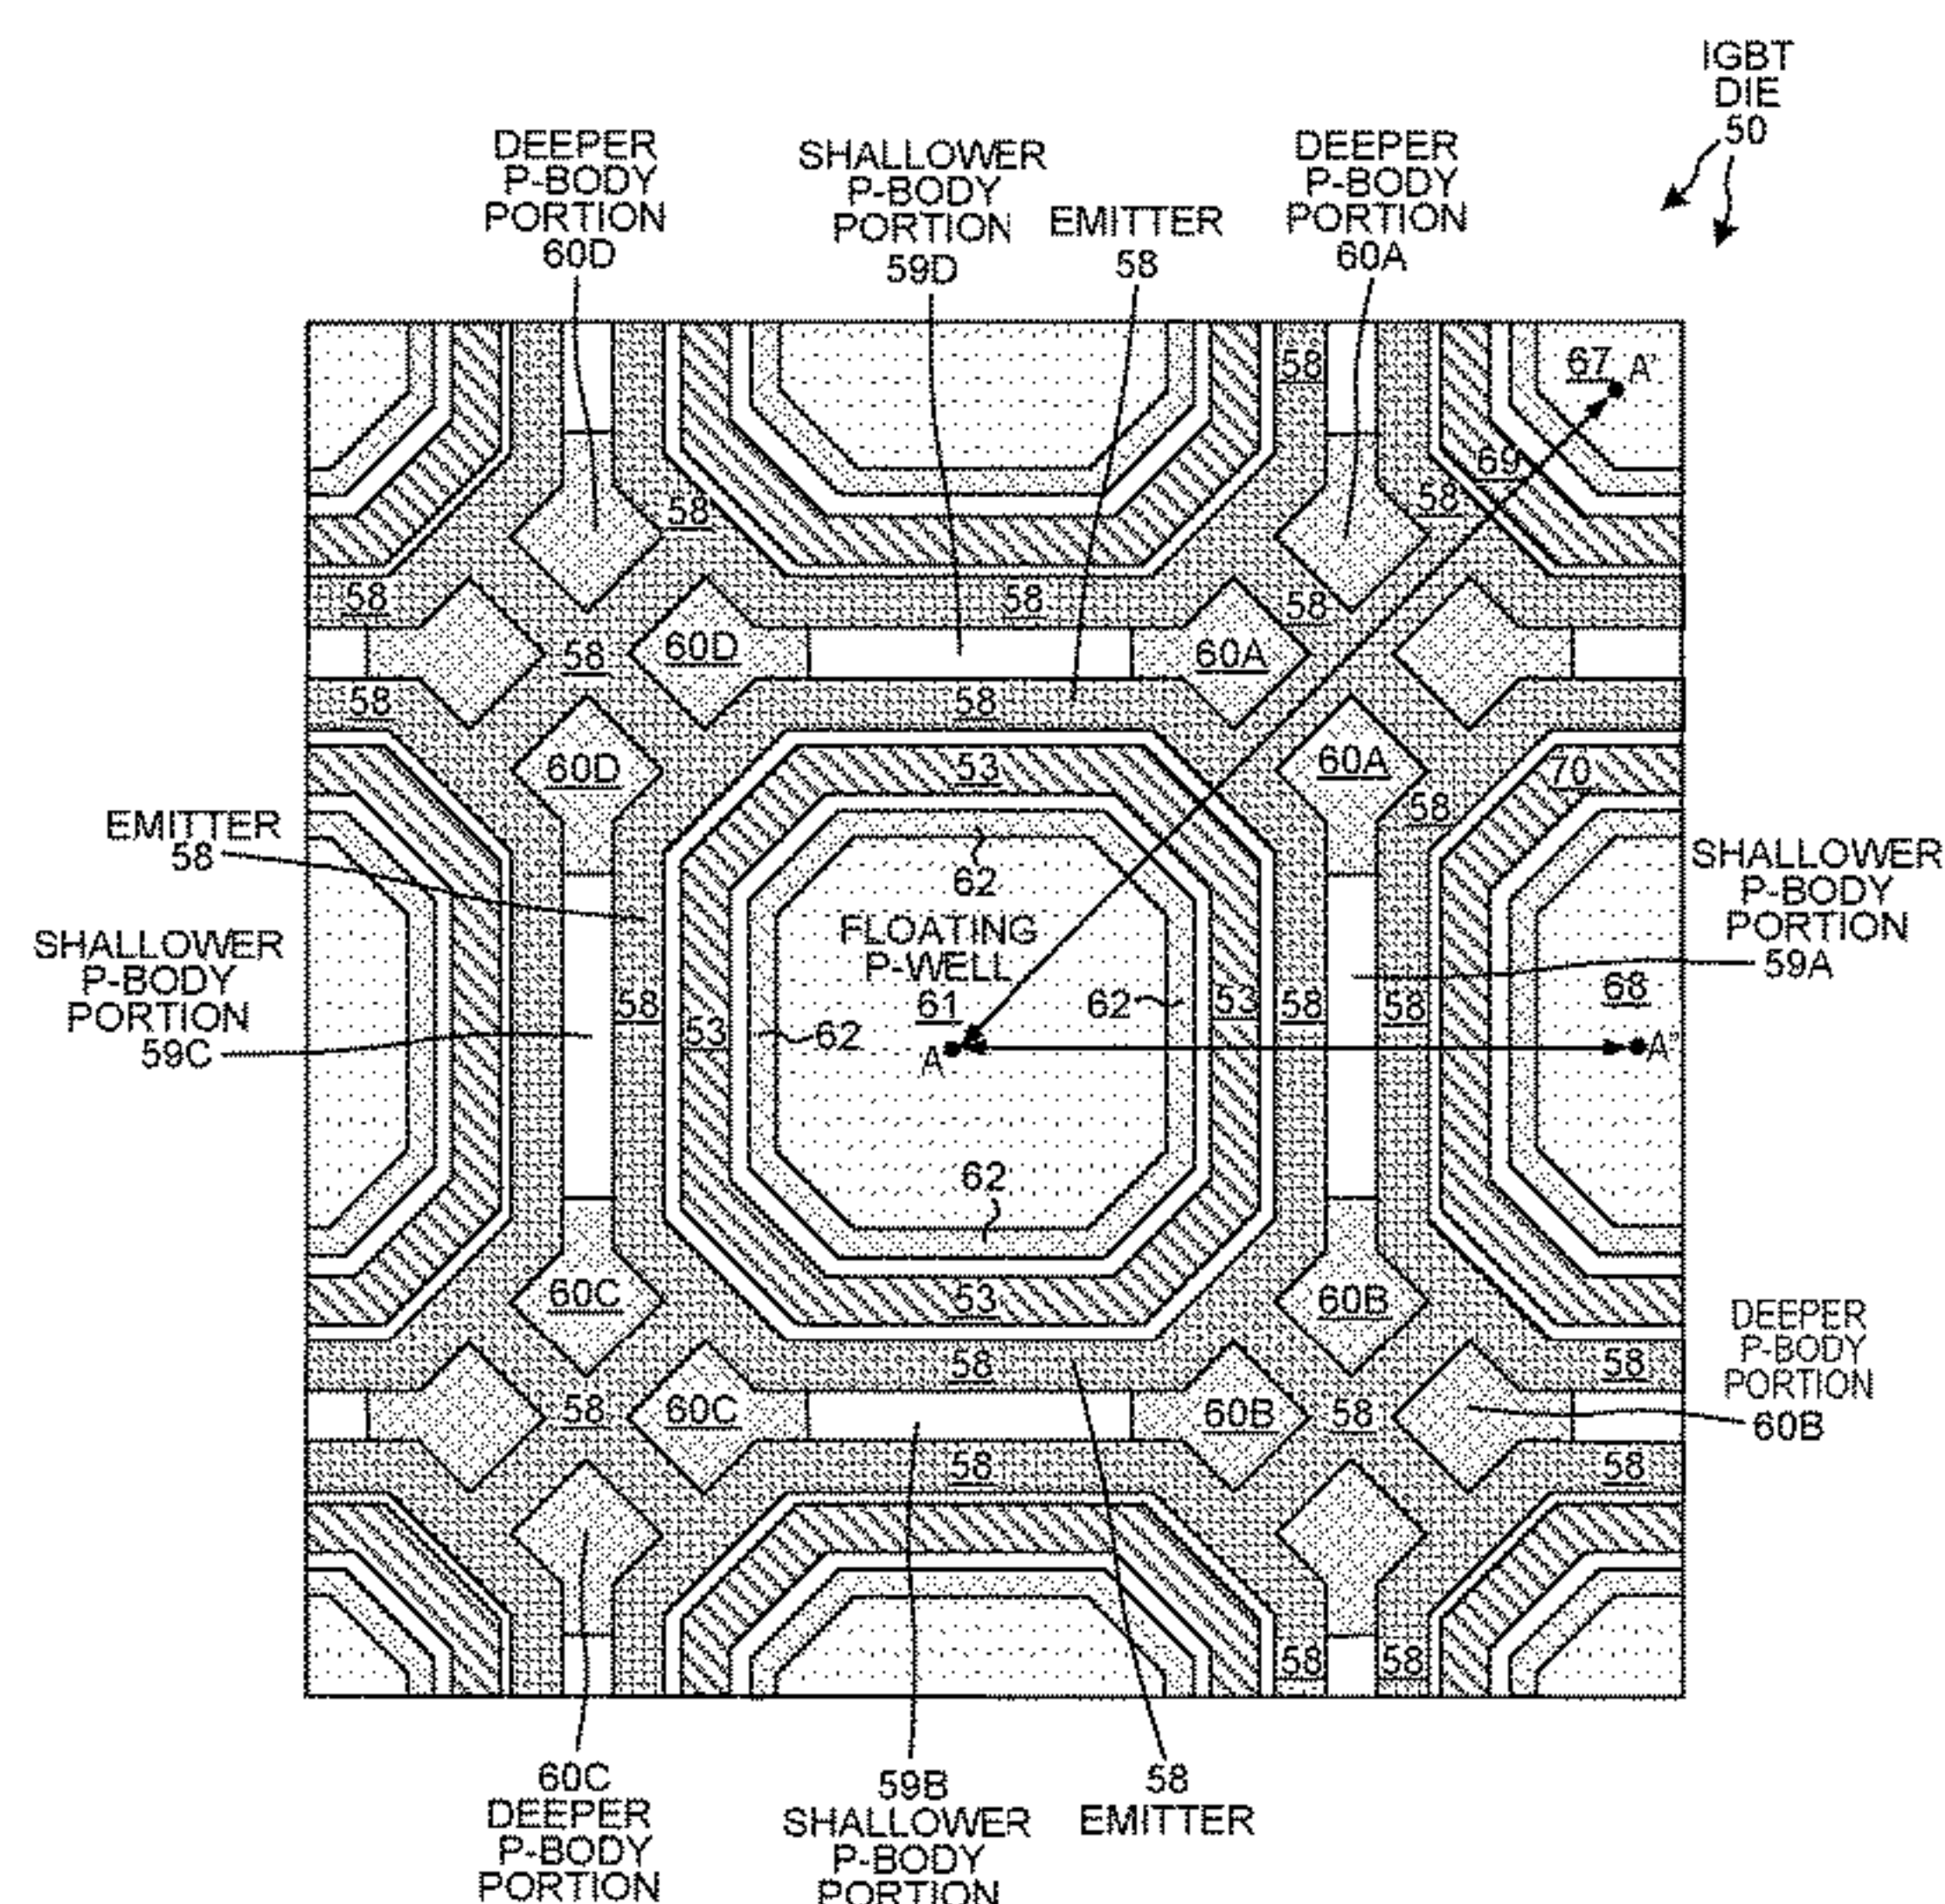 IGBT
DIE
50
DEEPER
P-BODY
PORTION
60D
SHALLOWER
P-BODY
PORTION
59D
EMITTER
58
DEEPER
P-BODY
PORTION
60A
58
67
A'
69
58
58
58
58
58
60D
58
60A
58
58
60D
53
60A
70
58
EMITTER
58
62
SHALLOWER
P-BODY
PORTION
59A
SHALLOWER
P-BODY
PORTION
59C
FLOATING
P-WELL
61
A
58
53
62
62
53
58
58
68
A"
62
60C
53
60B
DEEPER
P-BODY
PORTION
60B
58
58
58
60C
60B
58
58
58
58
58
60C
DEEPER
P-BODY
PORTION
59B
SHALLOWER
P-BODY
PORTION
58
EMITTER